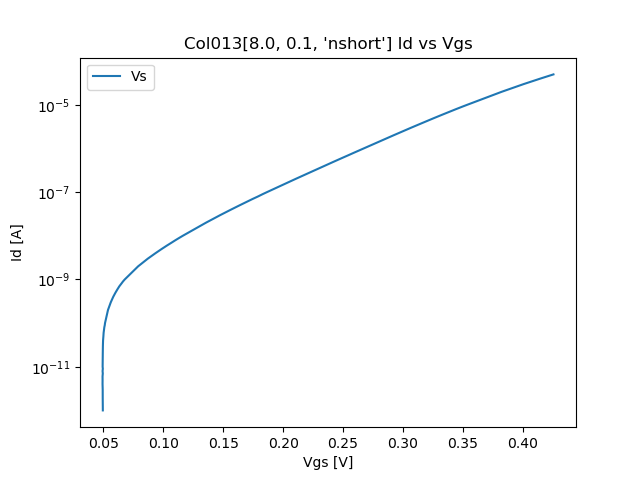 Col013[8.0, 0.1, 'nshort'] Id vs Vgs
Vs
10⁻⁵
10⁻⁷
10⁻⁹
10⁻¹¹
Id [A]
0.05 0.10 0.15 0.20 0.25 0.30 0.35 0.40
Vgs [V]